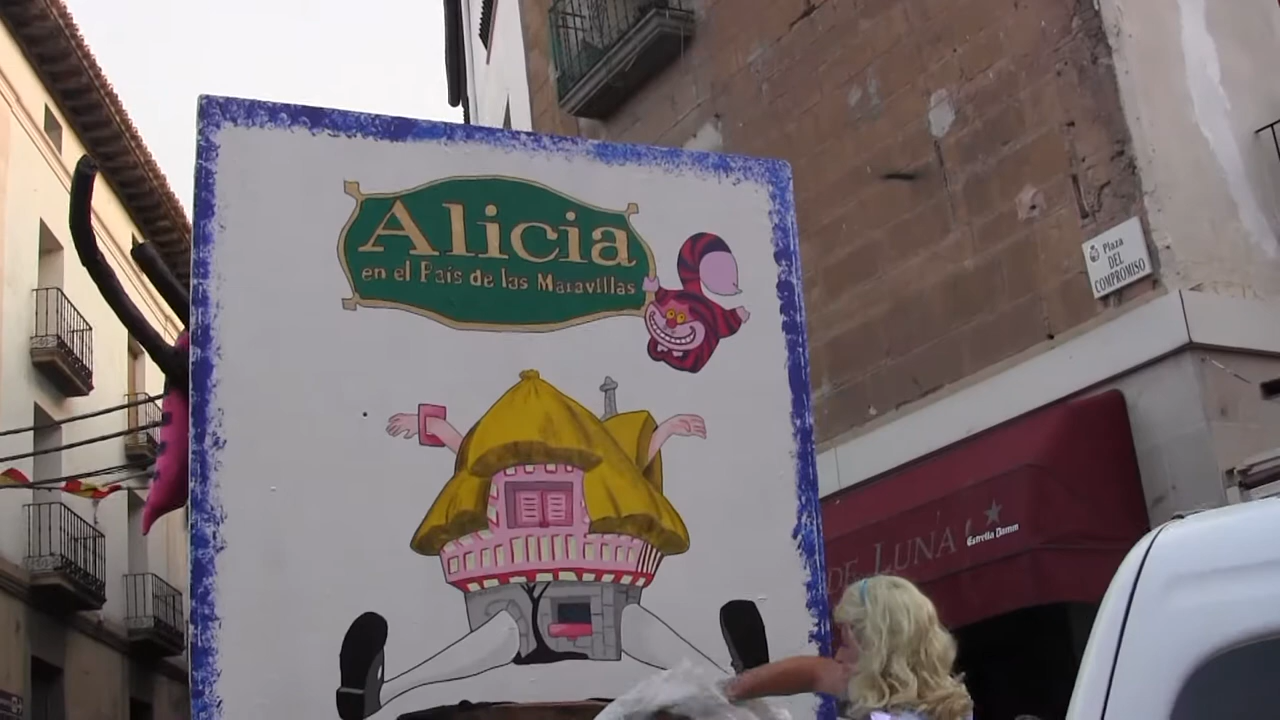 Alicia
en el País de las Maravillas
Plaza
DEL
COMPROMISO
DE LUNA
Estrella Damm